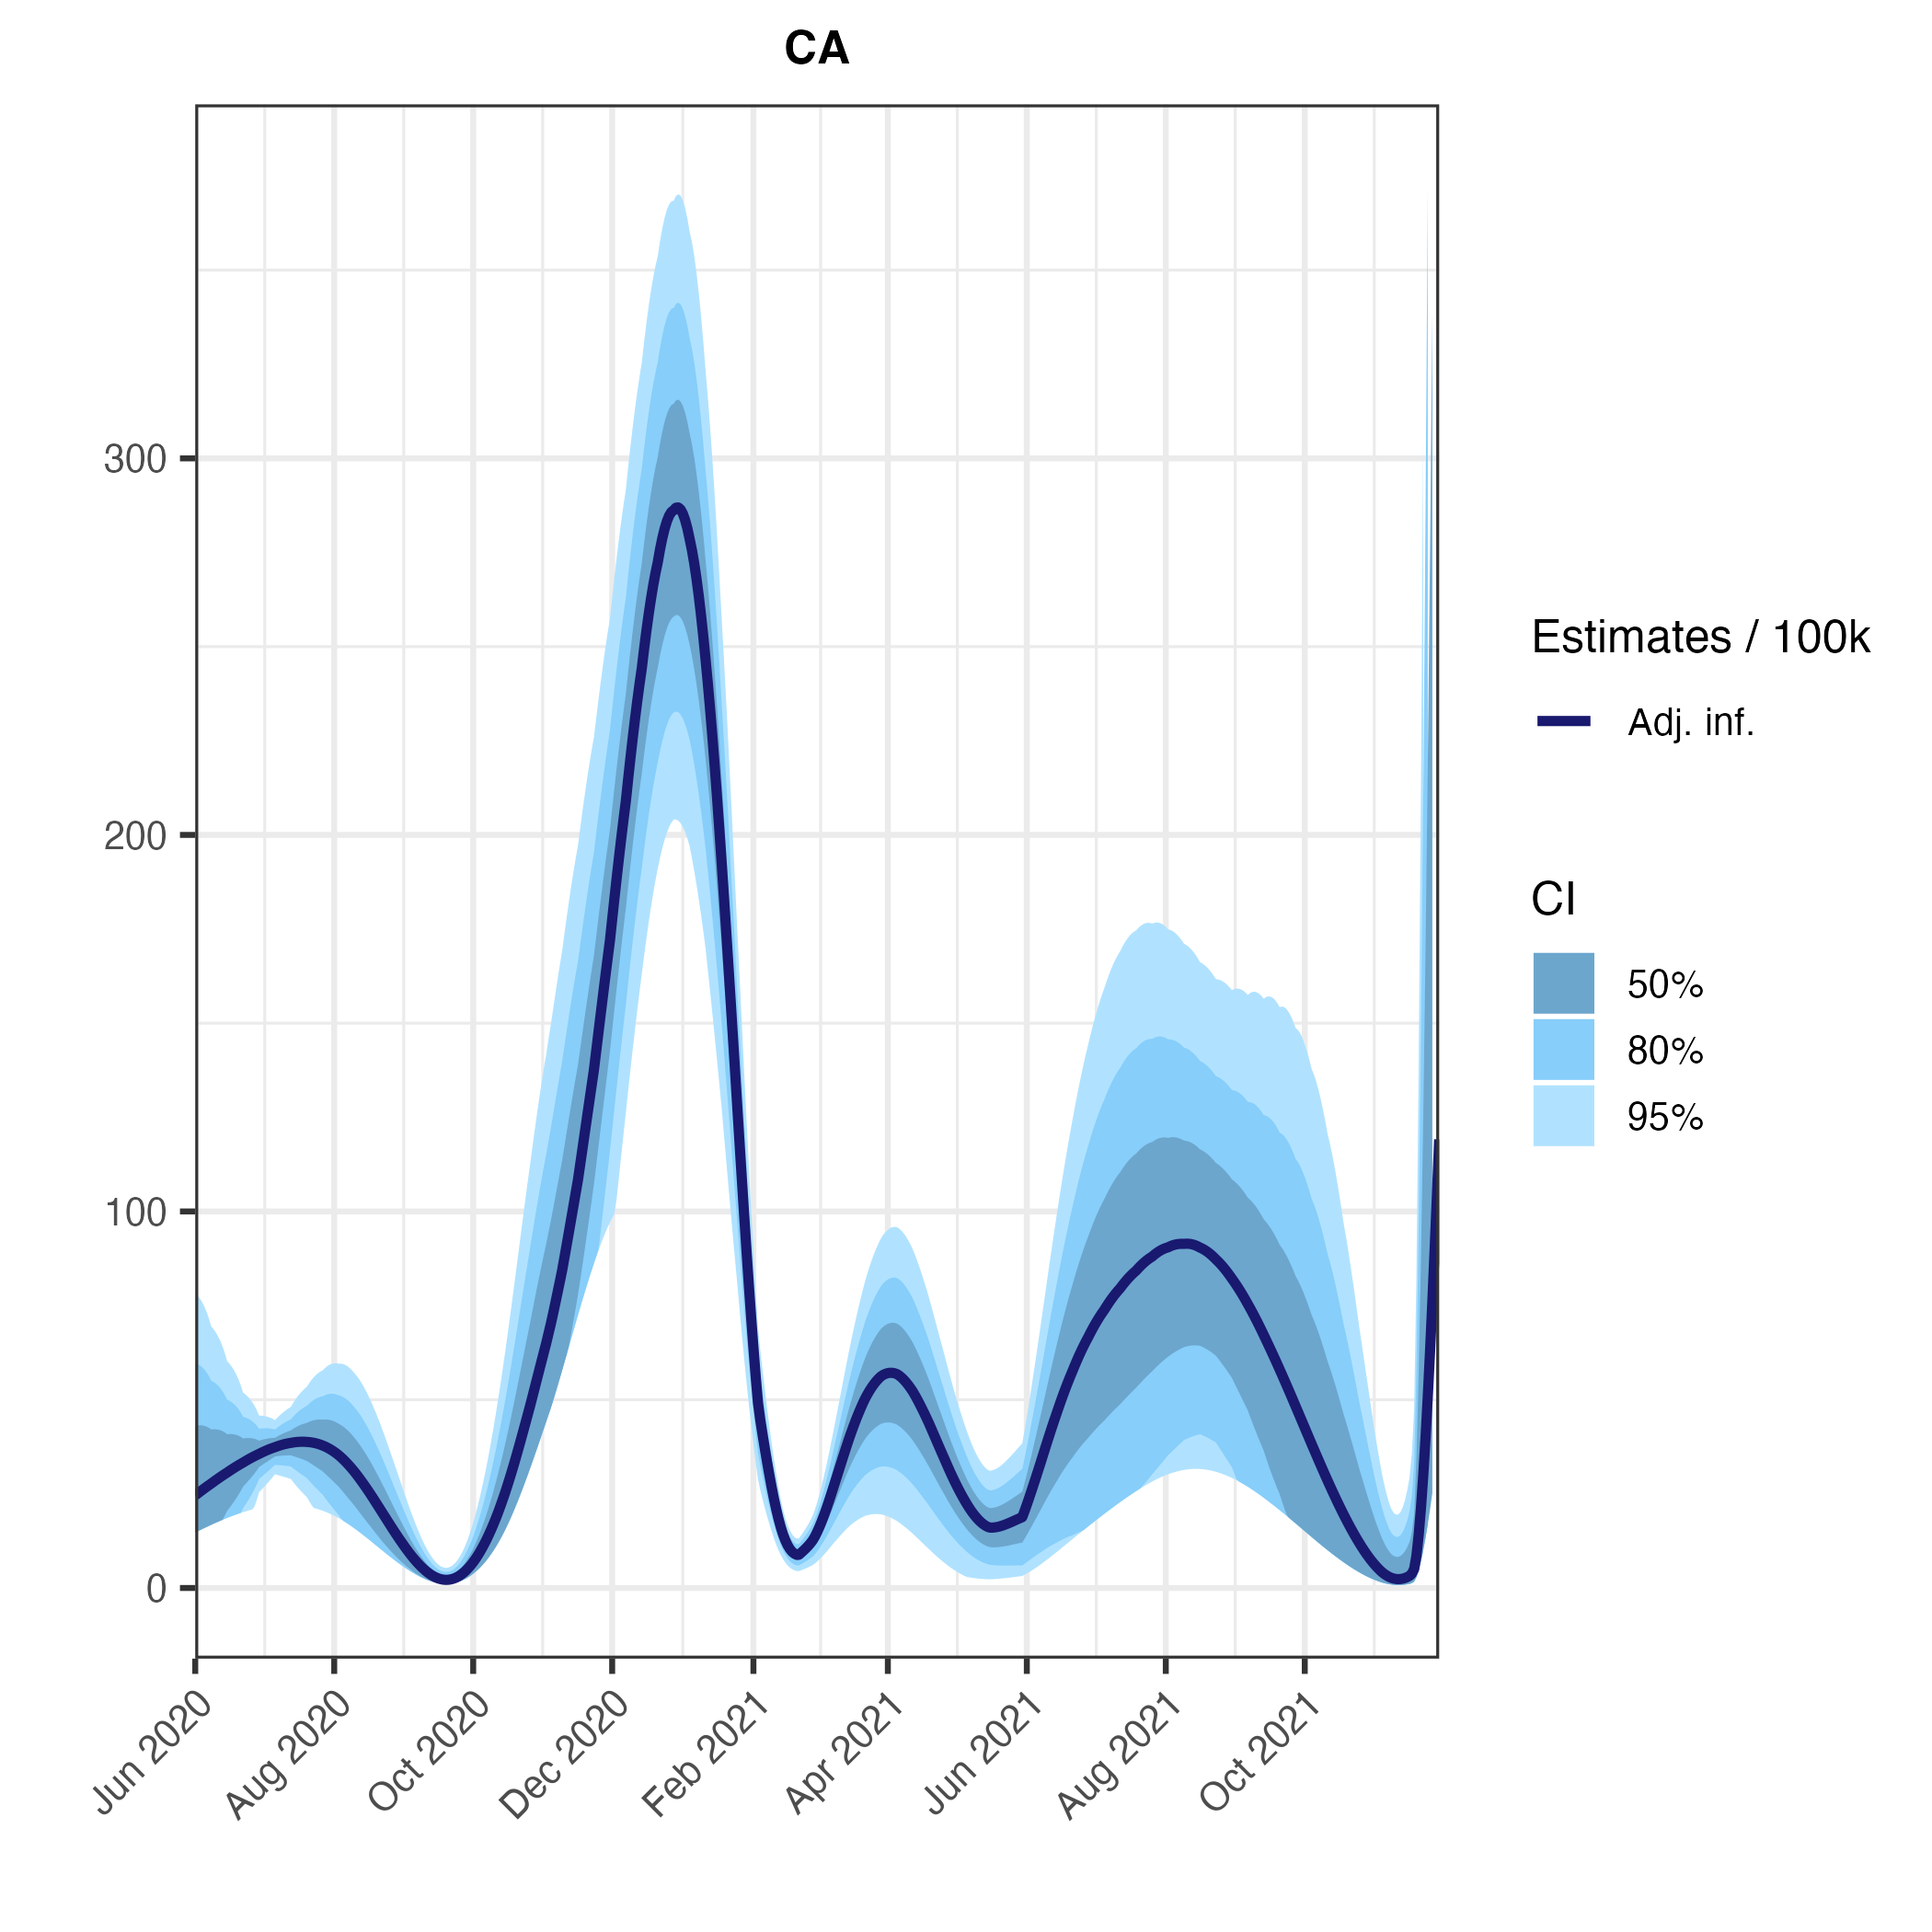 CA
300
200
100
0
Jun 2020
Aug 2020
Oct 2020
Dec 2020
Feb 2021
Apr 2021
Jun 2021
Aug 2021
Oct 2021
Estimates / 100k
Adj. inf.
CI
50%
80%
95%